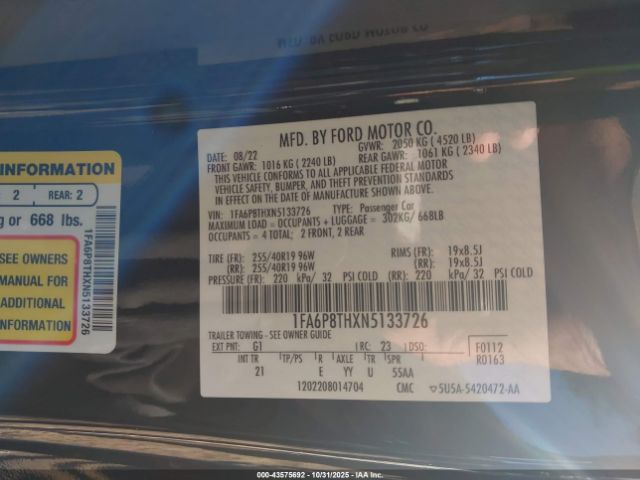 INFORMATION
2 REAR: 2
g or 668 lbs.
SEE OWNERS
MANUAL FOR
ADDITIONAL
INFORMATION
1FA6P8THXN5133726
MFD. BY FORD MOTOR CO.
DATE: 08/22 GVWR: 2050 KG ( 4520 LB)
FRONT GAWR: 1016 KG ( 2240 LB) REAR GAWR: 1061 KG ( 2340 LB)
THIS VEHICLE CONFORMS TO ALL APPLICABLE FEDERAL MOTOR
VEHICLE SAFETY, BUMPER, AND THEFT PREVENTION STANDARDS
IN EFFECT ON THE DATE OF MANUFACTURE SHOWN ABOVE.
VIN: 1FA6P8THXN5133726 TYPE: Passenger Car
MAXIMUM LOAD = OCCUPANTS + LUGGAGE = 302KG/ 668LB
OCCUPANTS = 4 TOTAL; 2 FRONT, 2 REAR
TIRE (FR): 255/40R19 96W RIMS (FR): 19x8.5J
(RR): 255/40R19 96W (RR): 19x8.5J
PRESSURE (FR): 220 kPa/ 32 PSI COLD (RR): 220 kPa/ 32 PSI COLD
1FA6P8THXN5133726
TRAILER TOWING - SEE OWNER GUIDE
EXT PNT: G1 RC: 23 DSO: F0112
INT TR TP/PS R AXLE TR SPR R0163
21 E YY U 55AA
1202208014704 CMC 5U5A-5420472-AA
000-43575692 - 10/31/2025 - iaai.com